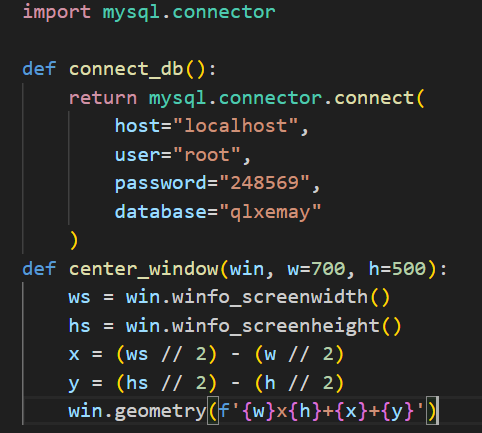 import mysql.connector
def connect_db():
    return mysql.connector.connect(
        host="localhost",
        user="root",
        password="248569",
        database="qlxemay"
    )
def center_window(win, w=700, h=500):
    ws = win.winfo_screenwidth()
    hs = win.winfo_screenheight()
    x = (ws // 2) - (w // 2)
    y = (hs // 2) - (h // 2)
    win.geometry(f'{w}x{h}+{x}+{y}')